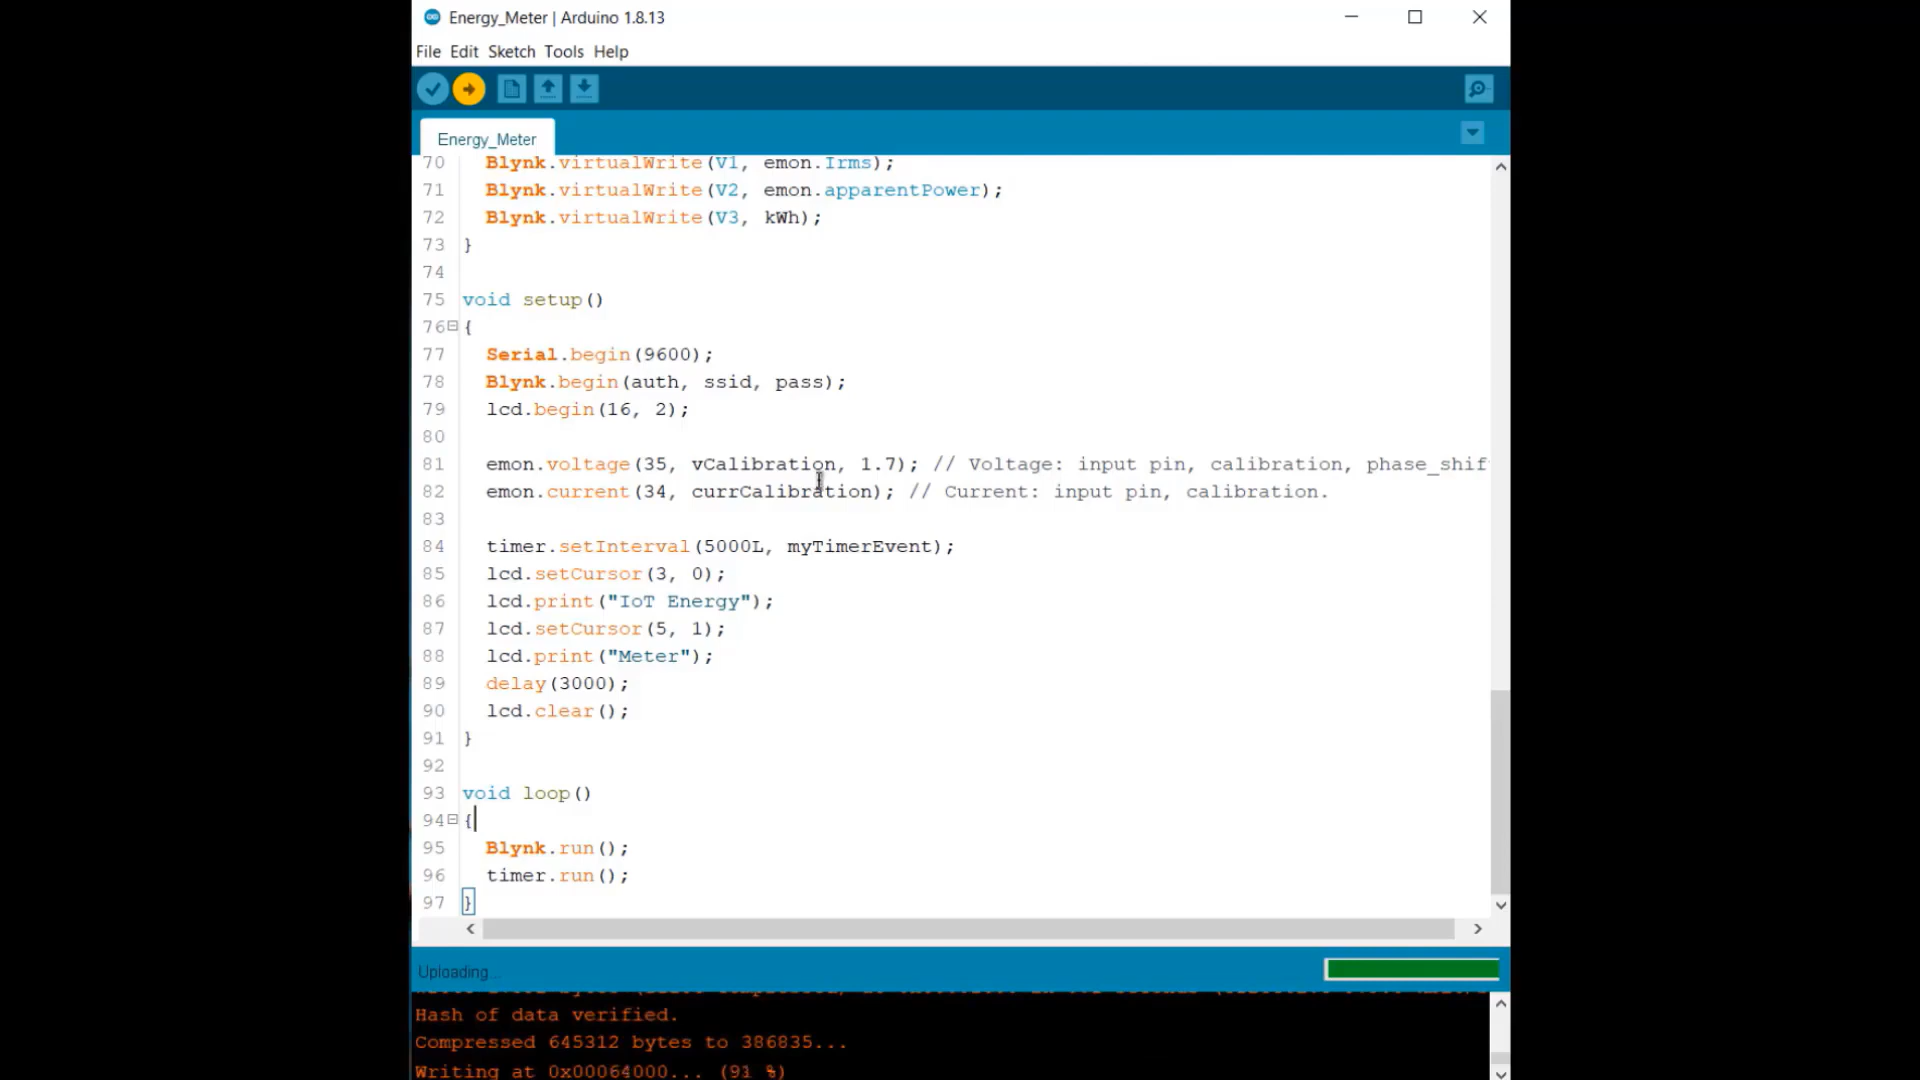 Energy_Meter | Arduino 1.8.13
File Edit Sketch Tools Help
Energy_Meter
70 Blynk.virtualWrite(V1, emon.Irms);
71 Blynk.virtualWrite(V2, emon.apparentPower);
72 Blynk.virtualWrite(V3, kWh);
73 }
74
75 void setup()
76 {
77 Serial.begin(9600);
78 Blynk.begin(auth, ssid, pass);
79 lcd.begin(16, 2);
80
81 emon.voltage(35, vCalibration, 1.7); // Voltage: input pin, calibration, phase_shif
82 emon.current(34, currCalibration); // Current: input pin, calibration.
83
84 timer.setInterval(5000L, myTimerEvent);
85 lcd.setCursor(3, 0);
86 lcd.print("IoT Energy");
87 lcd.setCursor(5, 1);
88 lcd.print("Meter");
89 delay(3000);
90 lcd.clear();
91 }
92
93 void loop()
94 {
95 Blynk.run();
96 timer.run();
97 }
Uploading...
Hash of data verified.
Compressed 645312 bytes to 386835...
Writing at 0x00064000... (91 %)